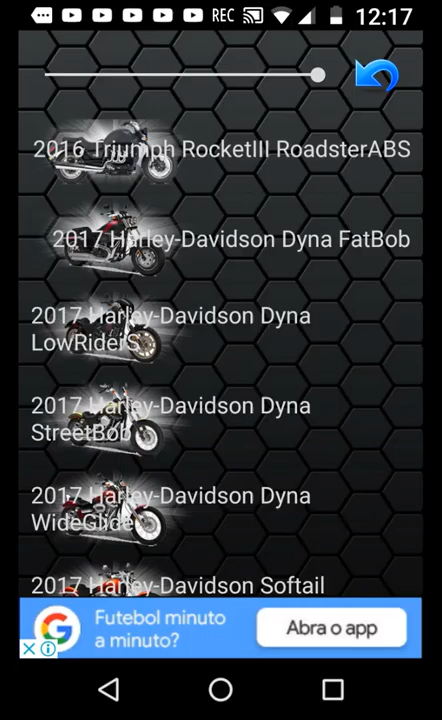 REC 12:17
2016 Triumph RocketIII RoadsterABS
2017 Harley-Davidson Dyna FatBob
2017 Harley-Davidson Dyna
LowRiderS
2017 Harley-Davidson Dyna
StreetBob
2017 Harley-Davidson Dyna
WideGlide
2017 Harley-Davidson Softail
Futebol minuto
a minuto?
Abra o app